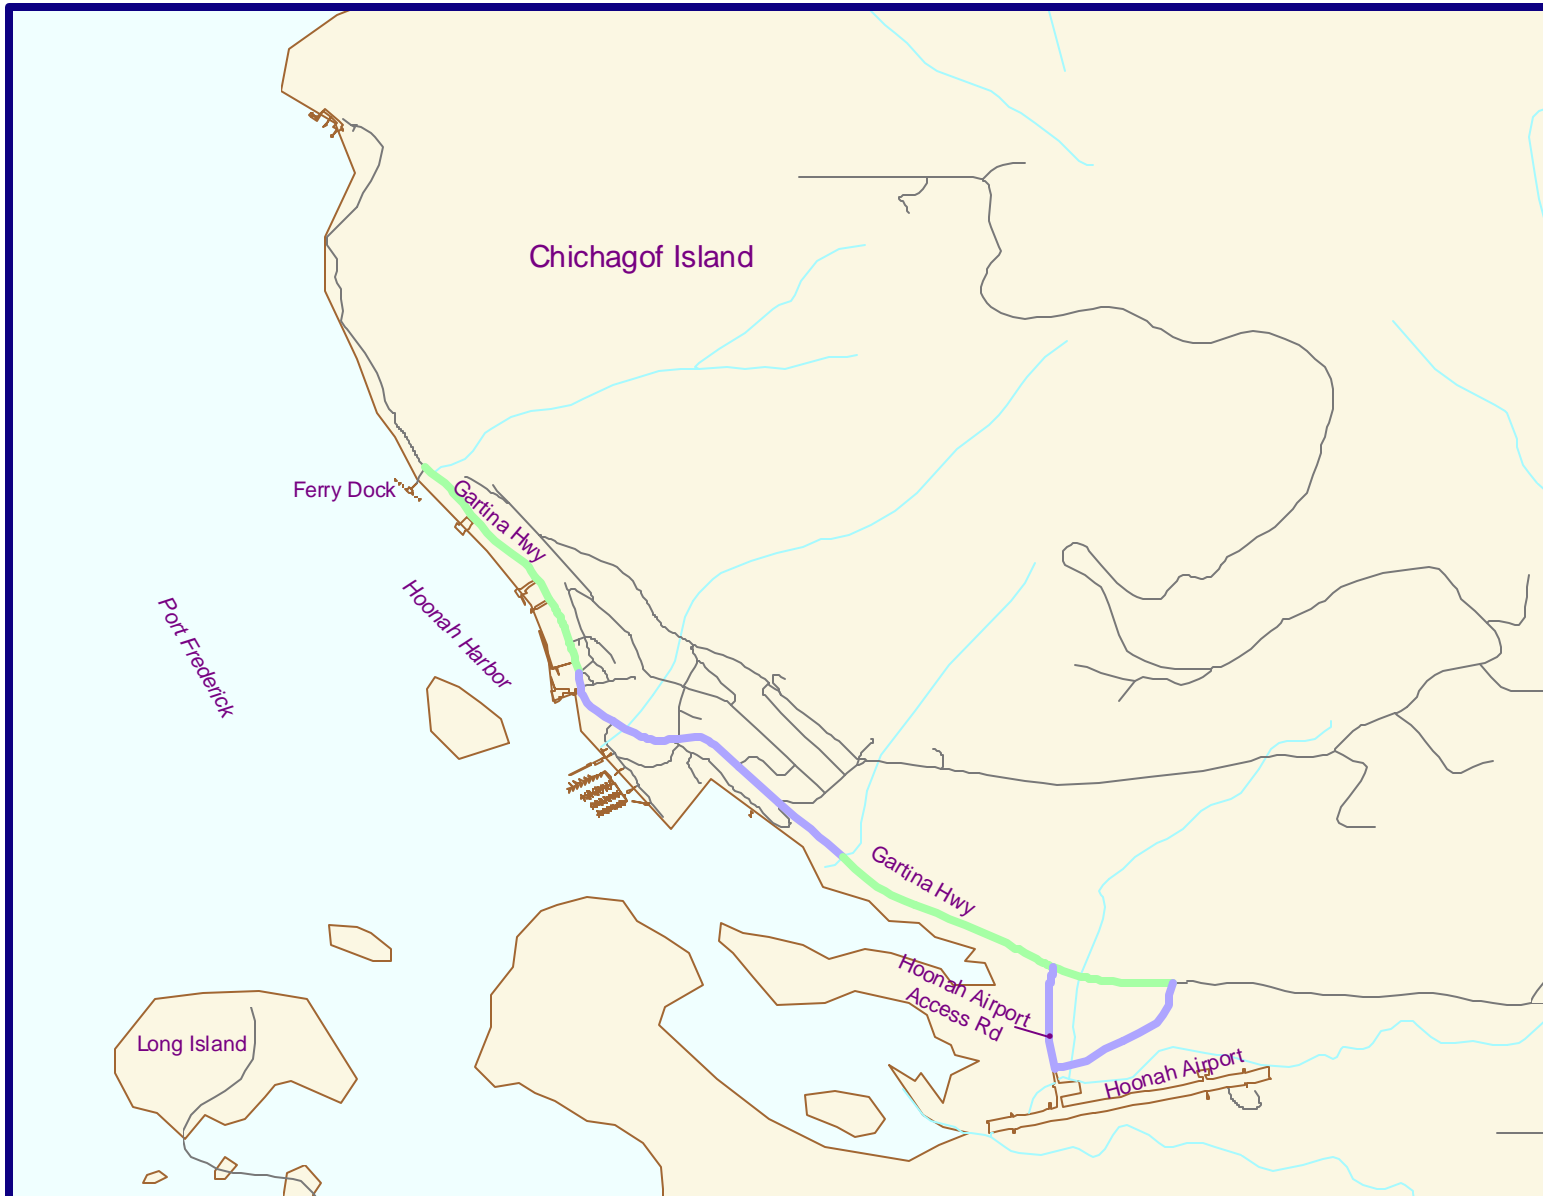 Chichagof Island
Ferry Dock
Gartina Hwy
Hoonah Harbor
Port Frederick
Gartina Hwy
Hoonah Airport
Access Rd
Long Island
Hoonah Airport